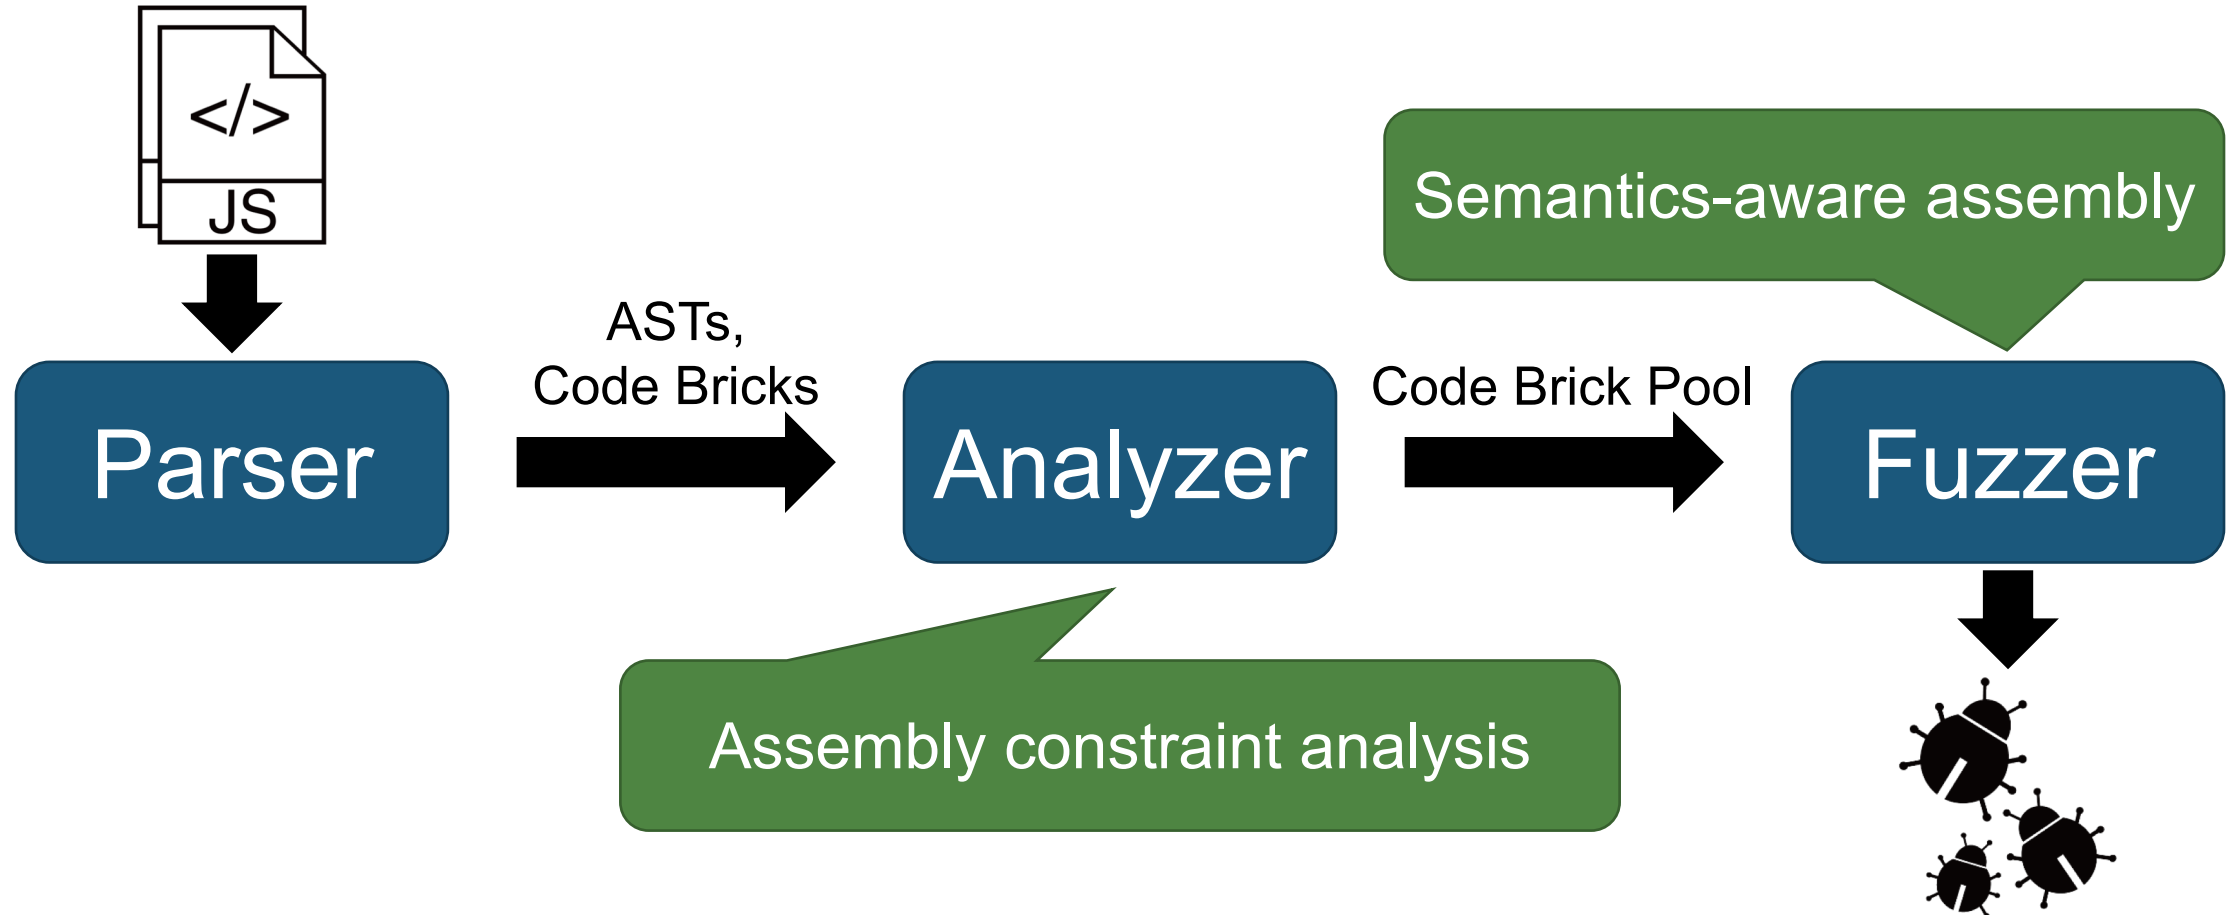 </>
JS
Semantics-aware assembly
ASTs,
Code Bricks
Code Brick Pool
Parser
Analyzer
Fuzzer
Assembly constraint analysis